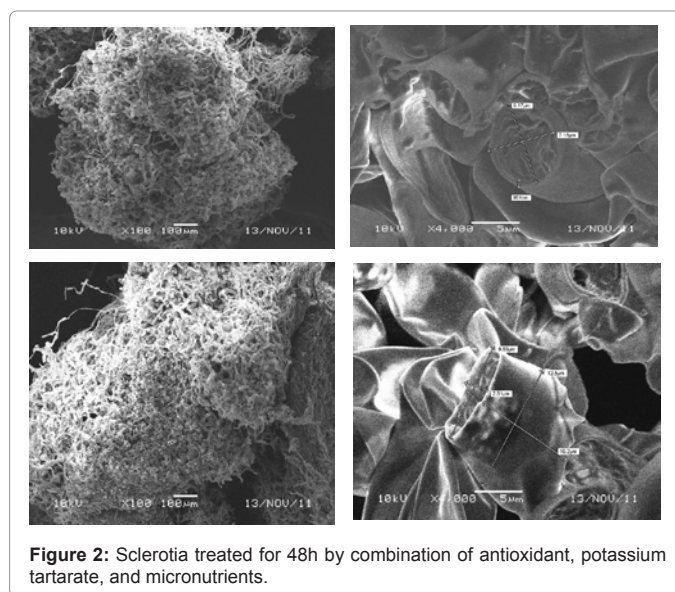 10kV X100 100μm 13/NOV/11
10kV X4,000 5μm 13/NOV/11
10kV X100 100μm 13/NOV/11
10kV X4,000 5μm 13/NOV/11
Figure 2: Sclerotia treated for 48h by combination of antioxidant, potassium
tartarate, and micronutrients.